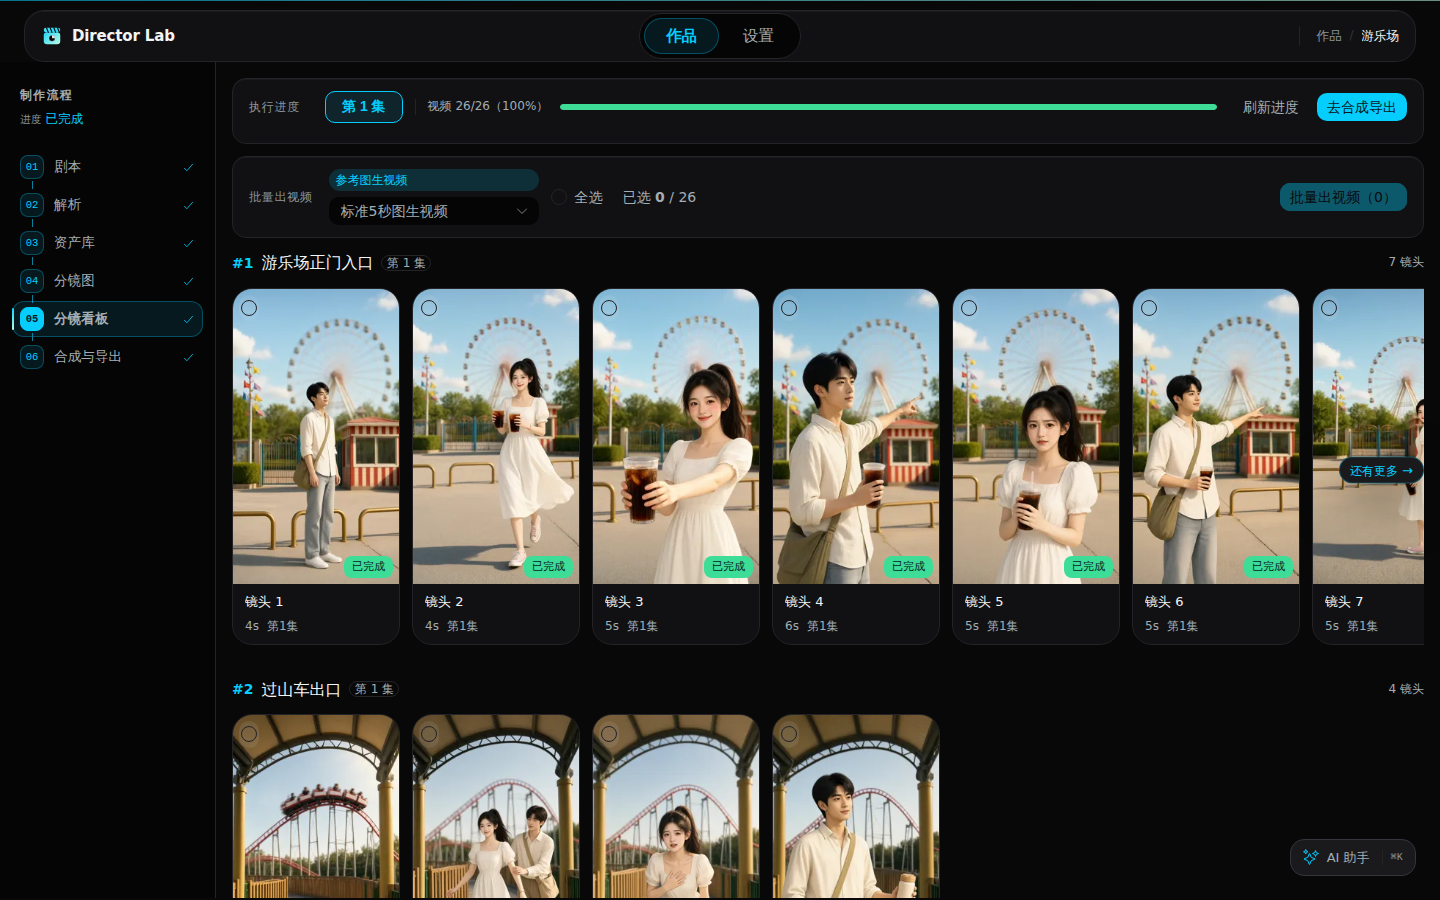 Director Lab
作品
设置
作品 / 游乐场
制作流程
进度 已完成
01 剧本
02 解析
03 资产库
04 分镜图
05 分镜看板
06 合成与导出
执行进度
第 1 集
视频 26/26（100%）
刷新进度
去合成导出
批量出视频
参考图生视频
标准5秒图生视频
全选
已选 0 / 26
批量出视频（0）
#1 游乐场正门入口 第 1 集
7 镜头
已完成
已完成
已完成
已完成
已完成
已完成
还有更多 →
镜头 1
4s 第1集
镜头 2
4s 第1集
镜头 3
5s 第1集
镜头 4
6s 第1集
镜头 5
5s 第1集
镜头 6
5s 第1集
镜头 7
5s 第1集
#2 过山车出口 第 1 集
4 镜头
AI 助手 ⌘K